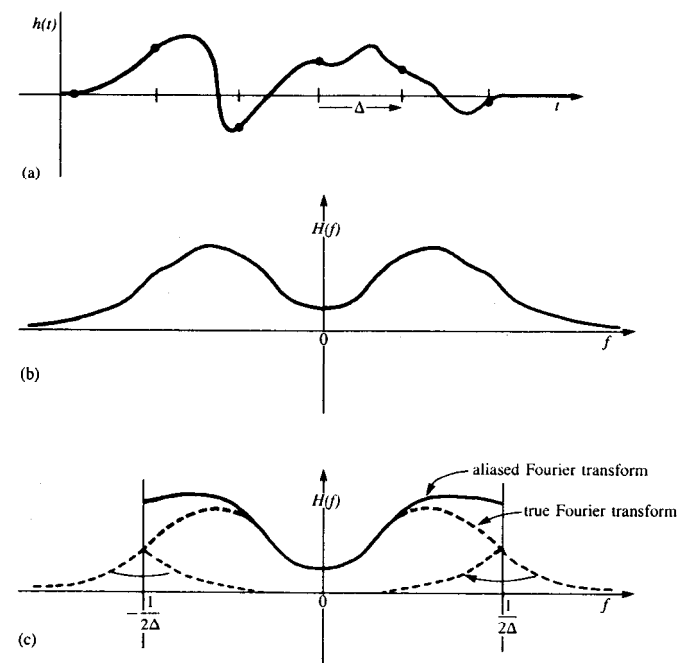 h(t)
Δ
t
(a)
H(f)
0
f
(b)
aliased Fourier transform
H(f)
true Fourier transform
-1/2Δ
0
1/2Δ
f
(c)